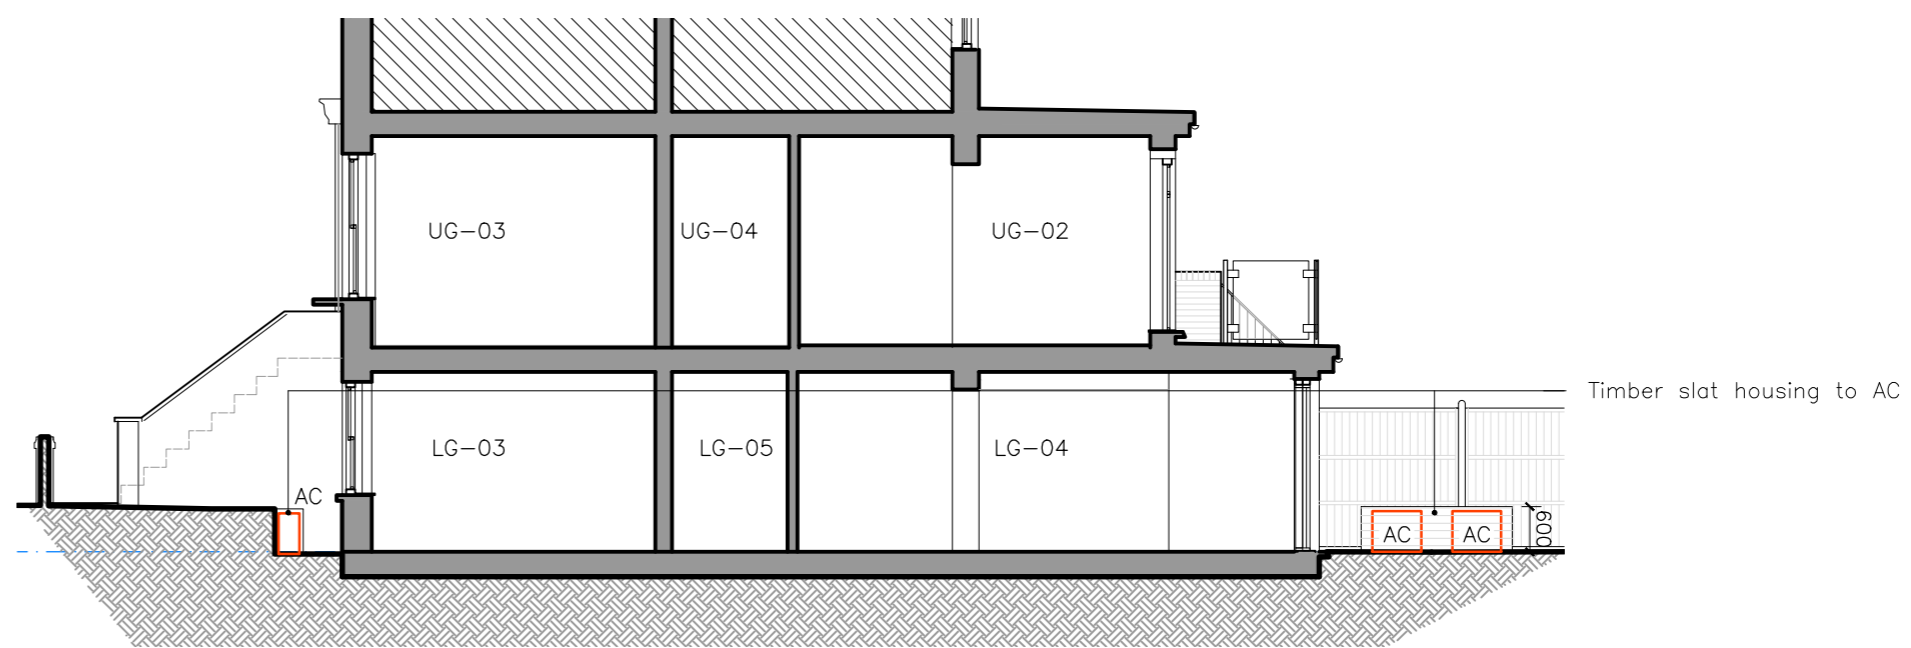 UG-03
UG-04
UG-02
Timber slat housing to AC
LG-03
LG-05
LG-04
AC
AC
AC
600